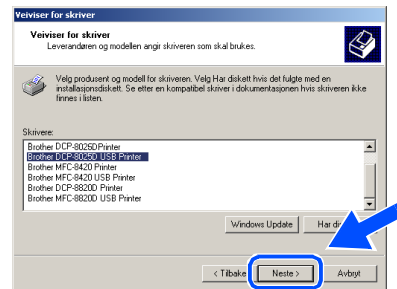 Veiviser for skriver
Veiviser for skriver
Leverandøren og modellen angir skriveren som skal brukes.
Velg produsent og modell for skriveren. Velg Har diskett hvis det fulgte med en
installasjonsdiskett. Se etter en kompatibel skriver i dokumentasjonen hvis skriveren ikke
finnes i listen.
Skrivere:
Brother DCP-8025DPrinter
Brother DCP-8025D USB Printer
Brother MFC-8420 Printer
Brother MFC-8420 USB Printer
Brother MFC-8820D Printer
Brother MFC-8820D USB Printer
Windows Update Har di
< Tilbake Neste > Avbryt